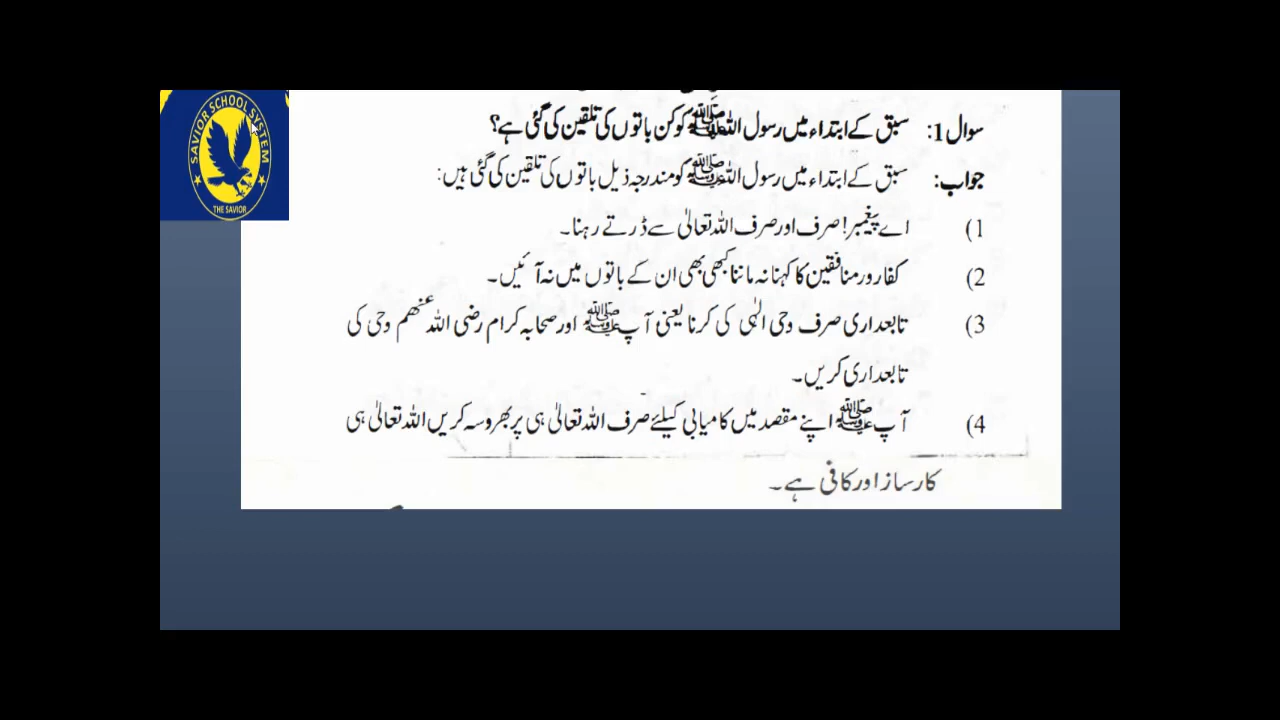 SAVIOR SCHOOL SYSTEM
THE SAVIOR
سوال 1: سبق کے ابتداء میں رسول اللہ ﷺ کو کن باتوں کی تلقین کی گئی ہے؟
جواب: سبق کے ابتداء میں رسول اللہ ﷺ کو مندرجہ ذیل باتوں کی تلقین کی گئی ہیں:
(1 اے پیغمبر! صرف اور صرف اللہ تعالیٰ سے ڈرتے رہنا۔
(2 کفار ور منافقین کا کہنا نہ ماننا کبھی بھی ان کے باتوں میں نہ آئیں۔
(3 تابعداری صرف وحی الٰہی کی کرنا یعنی آپ ﷺ اور صحابہ کرام رضی اللہ عنھم وحی کی
تابعداری کریں۔
(4 آپ ﷺ اپنے مقصد میں کامیابی کیلئے صرف اللہ تعالیٰ ہی پر بھروسہ کریں اللہ تعالیٰ ہی
کارساز اور کافی ہے۔